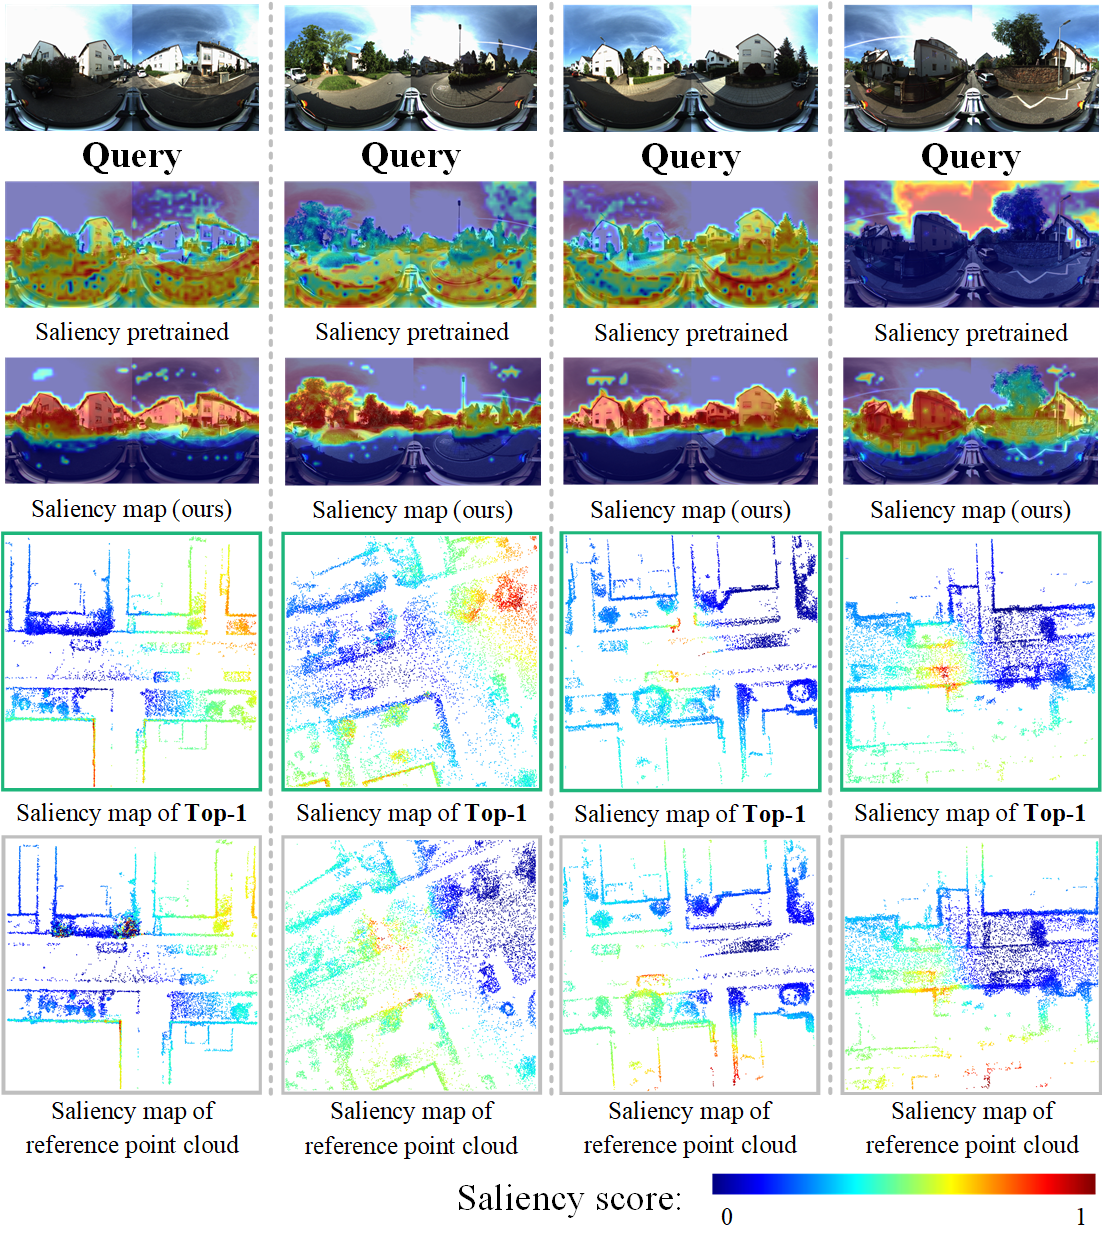 Query Query Query Query
Saliency pretrained Saliency pretrained Saliency pretrained Saliency pretrained
Saliency map (ours) Saliency map (ours) Saliency map (ours) Saliency map (ours)
Saliency map of Top-1 Saliency map of Top-1 Saliency map of Top-1 Saliency map of Top-1
Saliency map of Saliency map of Saliency map of Saliency map of
reference point cloud reference point cloud reference point cloud reference point cloud
Saliency score:
0 1